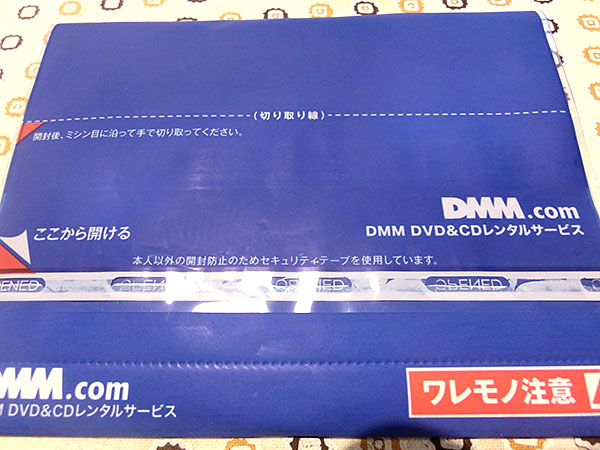 (切り取り線)
開封後、ミシン目に沿って手で切り取ってください。
DMM.com
DMM DVD&CDレンタルサービス
ここから開ける
本人以外の開封防止のためセキュリティテープを使用しています。
PENED OPENED OPENED OPENED O
DMM.com
M DVD&CDレンタルサービス
ワレモノ注意